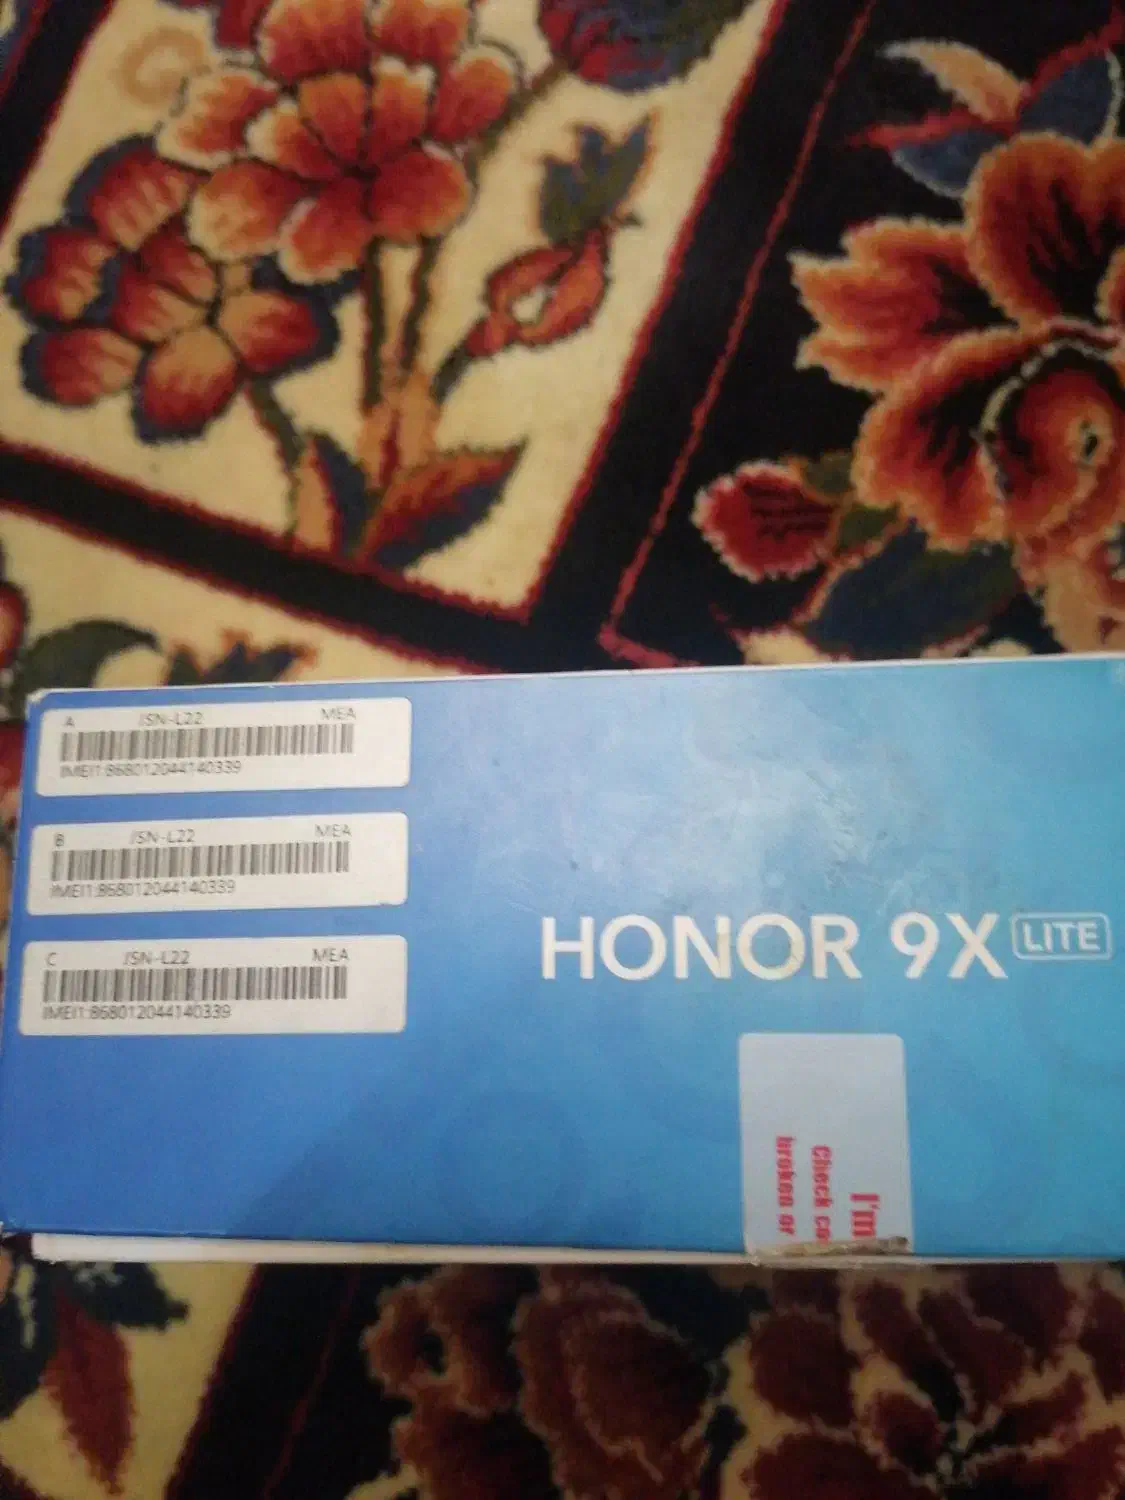 A JSN-L22 MEA
IMEI1:868012044140339
B JSN-L22 MEA
IMEI1:868012044140339
C JSN-L22 MEA
IMEI1:868012044140339
HONOR 9X LITE
I'm
Check co
broken or